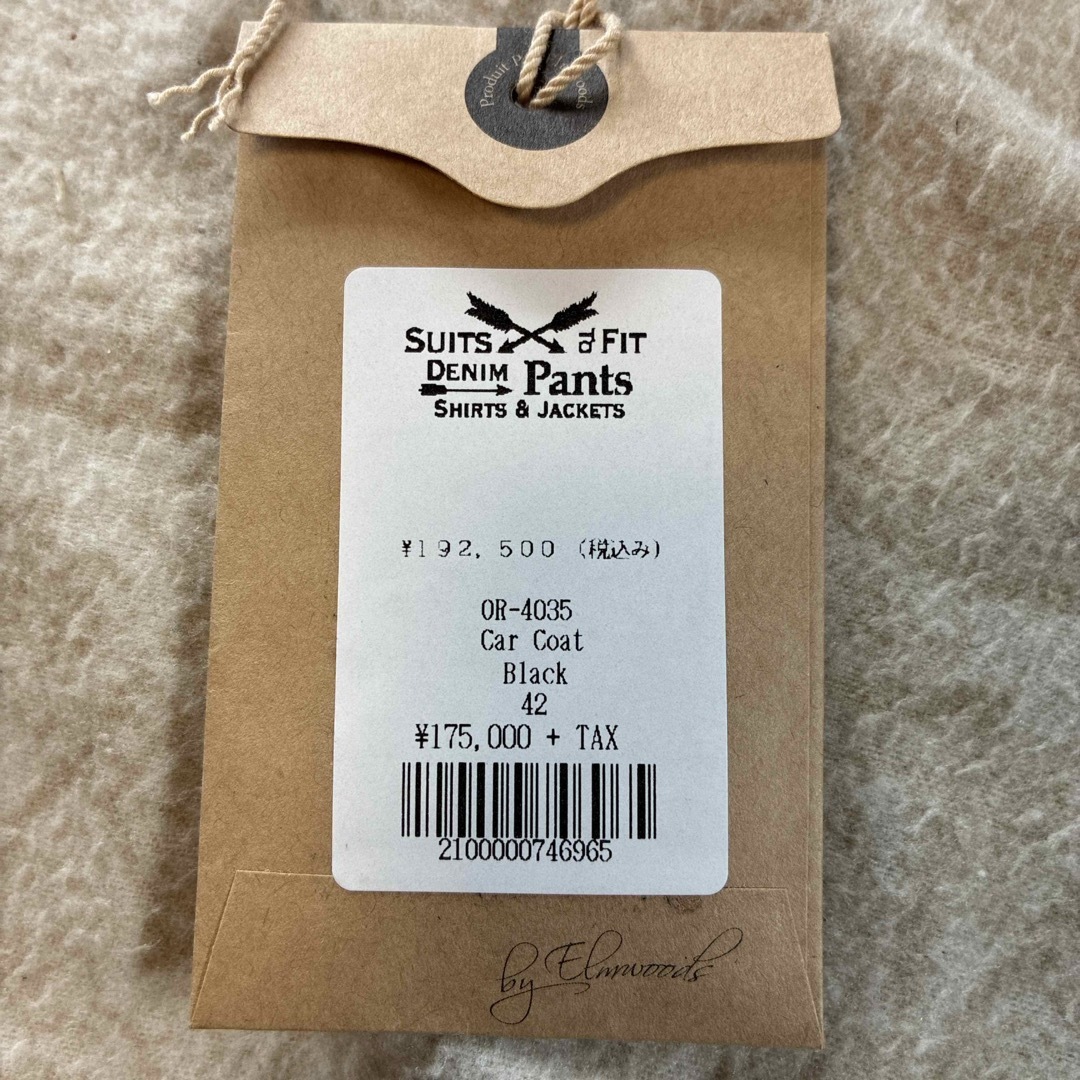 Produit
SUITS & FIT
DENIM Pants
SHIRTS & JACKETS
¥192,500 (税込み)
OR-4035
Car Coat
Black
42
¥175,000 + TAX
2100000746965
by Elmwoods